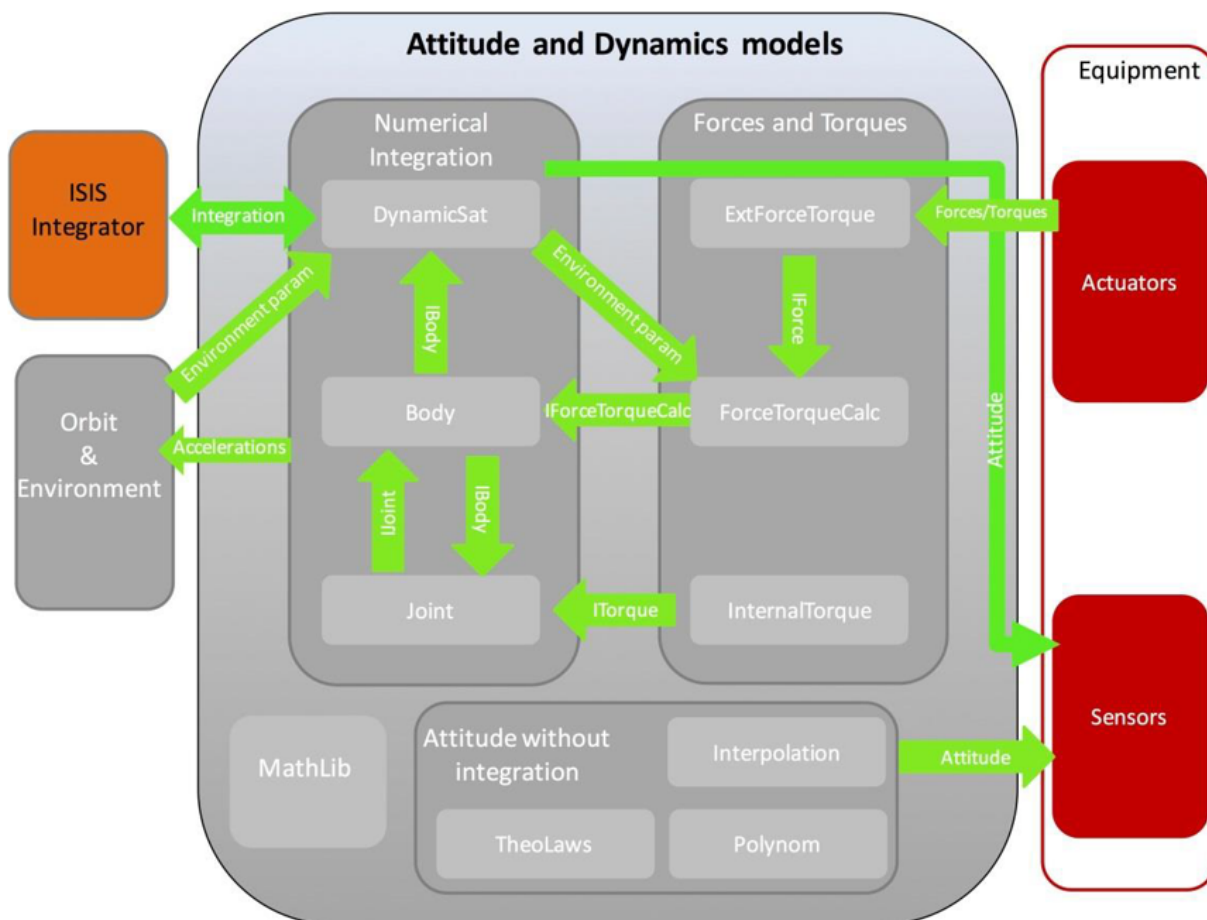 Attitude and Dynamics models
Equipment
Numerical
Integration
Forces and Torques
ISIS
Integrator
Integration
DynamicSat
ExtForceTorque
Forces/Torques
Actuators
Environment param
IBody
Environment param
IForce
Orbit
&
Environment
Accelerations
Body
IForceTorqueCalc
ForceTorqueCalc
Attitude
IJoint
IBody
Joint
ITorque
InternalTorque
Sensors
MathLib
Attitude without
integration
Interpolation
Attitude
TheoLaws
Polynom